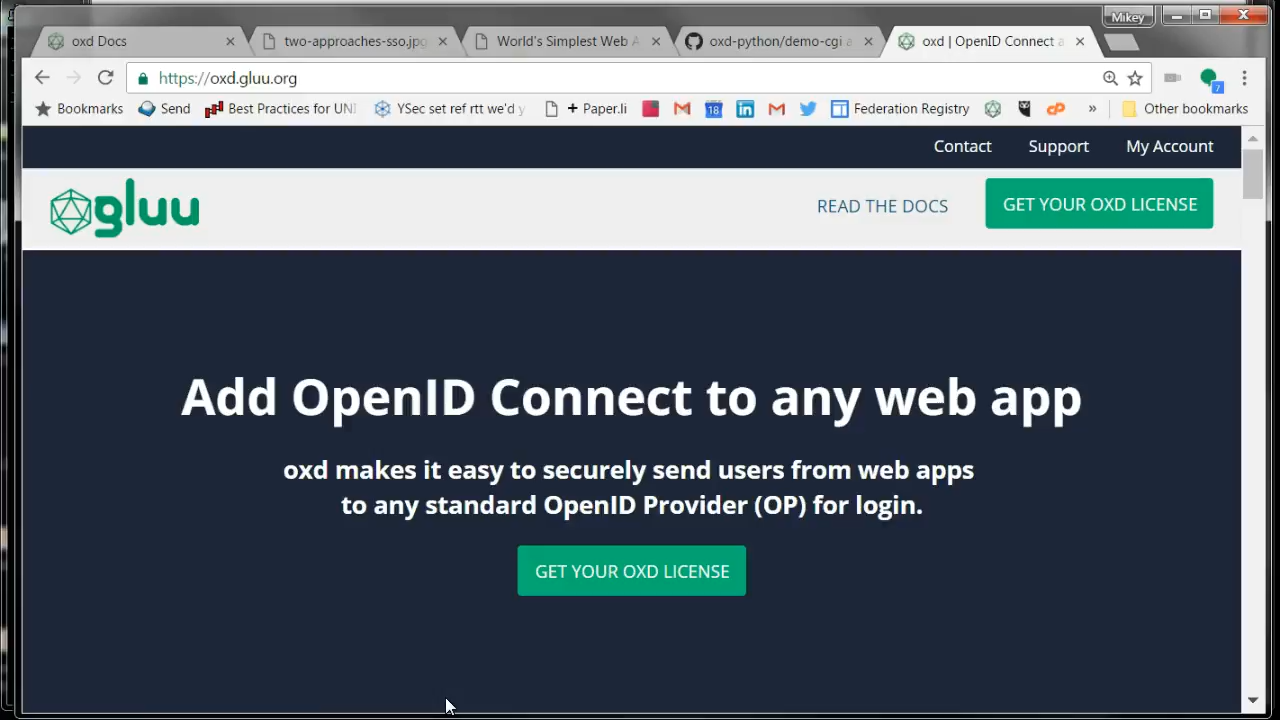 Mikey
oxd Docs
two-approaches-sso.jpg
World's Simplest Web A
oxd-python/demo-cgi a
oxd | OpenID Connect a
https://oxd.gluu.org
Bookmarks
Send
Best Practices for UNI
YSec set ref rtt we'd y
+ Paper.li
18
Federation Registry
cP
»
Other bookmarks
7
Contact
Support
My Account
gluu
READ THE DOCS
GET YOUR OXD LICENSE
Add OpenID Connect to any web app
oxd makes it easy to securely send users from web apps
to any standard OpenID Provider (OP) for login.
GET YOUR OXD LICENSE